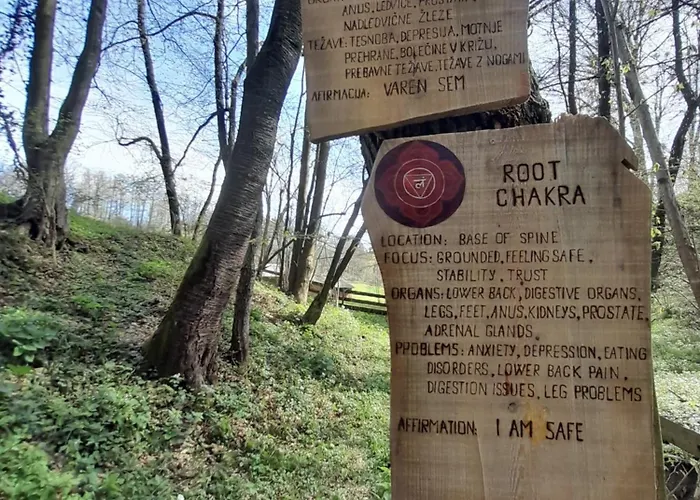 ANUS, LEDVICE, PROSTATA,
NADLEDVIČNE ŽLEZE
TEŽAVE: TESNOBA, DEPRESIJA, MOTNJE
PREHRANE, BOLEČINE V KRIŽU,
PREBAVNE TEŽAVE, TEŽAVE Z NOGAMI
AFIRMACIJA: VAREN SEM
ROOT
CHAKRA
LOCATION: BASE OF SPINE
FOCUS: GROUNDED, FEELING SAFE,
STABILITY, TRUST
ORGANS: LOWER BACK, DIGESTIVE ORGANS,
LEGS, FEET, ANUS, KIDNEYS, PROSTATE,
ADRENAL GLANDS,
PROBLEMS: ANXIETY, DEPRESSION, EATING
DISORDERS, LOWER BACK PAIN,
DIGESTION ISSUES, LEG PROBLEMS
AFFIRMATION: I AM SAFE